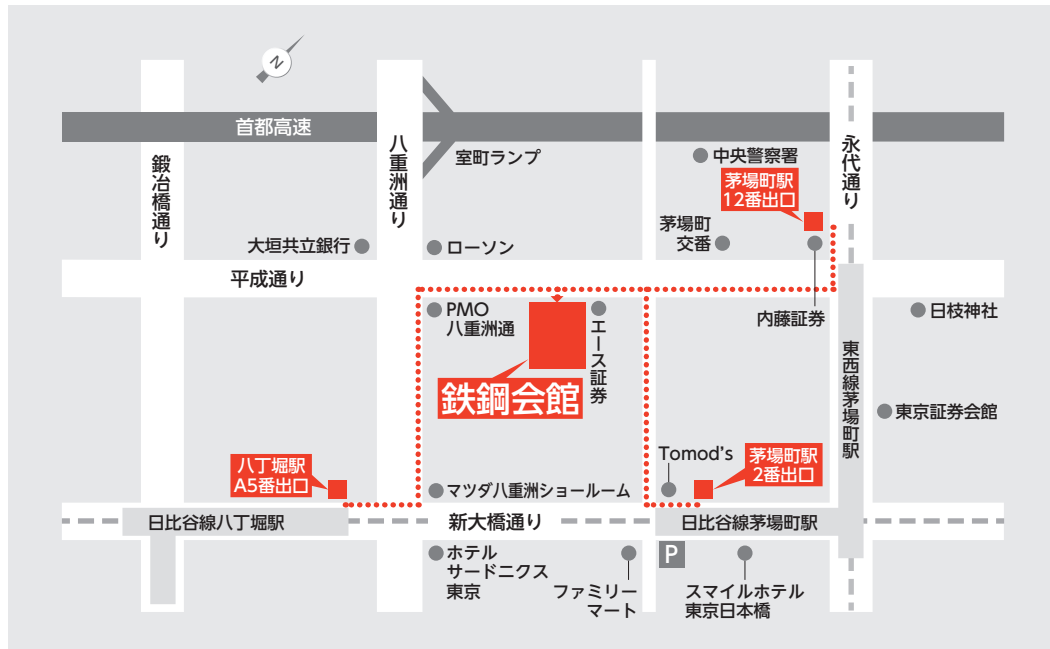 N
首都高速
鍛冶橋通り
八重洲通り
室町ランプ
中央警察署
永代通り
茅場町駅
12番出口
茅場町
交番
大垣共立銀行
ローソン
平成通り
内藤証券
日枝神社
PMO
八重洲通
エース証券
鉄鋼会館
東西線茅場町駅
東京証券会館
八丁堀駅
A5番出口
マツダ八重洲ショールーム
Tomod's
茅場町駅
2番出口
日比谷線八丁堀駅
新大橋通り
日比谷線茅場町駅
P
ホテル
サードニクス
東京
ファミリー
マート
スマイルホテル
東京日本橋